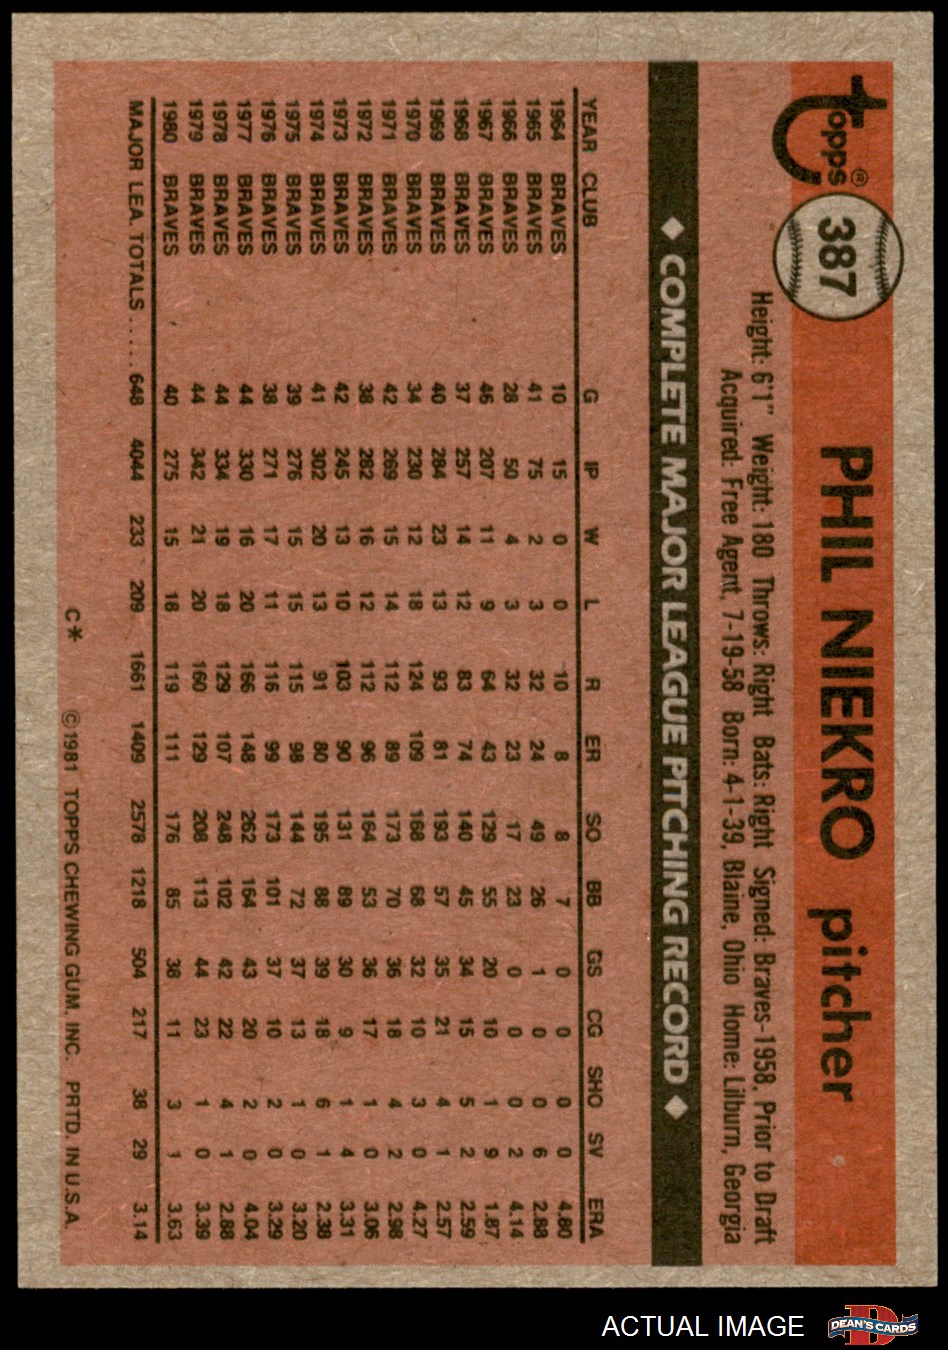 topps®
387
PHIL NIEKRO pitcher
Height: 6'1" Weight: 180 Throws: Right Bats: Right Signed: Braves-1958, Prior to Draft
Acquired: Free Agent, 7-19-58 Born: 4-1-39, Blaine, Ohio Home: Lilburn, Georgia
◆ COMPLETE MAJOR LEAGUE PITCHING RECORD ◆
YEAR CLUB G IP W L R ER SO BB GS CG SHO SV ERA
1964 BRAVES 10 15 0 0 10 8 8 7 0 0 0 0 4.80
1965 BRAVES 41 75 2 3 32 24 49 26 1 0 0 6 2.88
1966 BRAVES 28 50 4 3 32 23 17 23 0 0 0 2 4.14
1967 BRAVES 46 207 11 9 64 43 129 55 20 10 1 9 1.87
1968 BRAVES 37 257 14 12 83 74 140 45 34 15 5 2 2.59
1969 BRAVES 40 284 23 13 93 81 193 57 35 21 4 1 2.57
1970 BRAVES 34 230 12 18 124 109 168 68 32 10 3 0 4.27
1971 BRAVES 42 269 15 14 112 89 173 70 36 18 4 2 2.98
1972 BRAVES 38 282 16 12 112 96 164 53 36 17 1 0 3.06
1973 BRAVES 42 245 13 10 103 90 131 89 30 9 1 4 3.31
1974 BRAVES 41 302 20 13 91 80 195 88 39 18 6 1 2.38
1975 BRAVES 39 276 15 15 115 98 144 72 37 13 1 0 3.20
1976 BRAVES 38 271 17 11 116 99 173 101 37 10 2 0 3.29
1977 BRAVES 44 330 16 20 166 148 262 164 43 20 2 0 4.04
1978 BRAVES 44 334 19 18 129 107 248 102 42 22 4 1 2.88
1979 BRAVES 44 342 21 20 160 129 208 113 44 23 1 0 3.39
1980 BRAVES 40 275 15 18 119 111 176 85 38 11 3 1 3.63
MAJOR LEA. TOTALS ..... 648 4044 233 209 1661 1409 2578 1218 504 217 38 29 3.14
C* ©1981 TOPPS CHEWING GUM, INC. PRTD. IN U.S.A.
ACTUAL IMAGE
D
DEAN'S CARDS